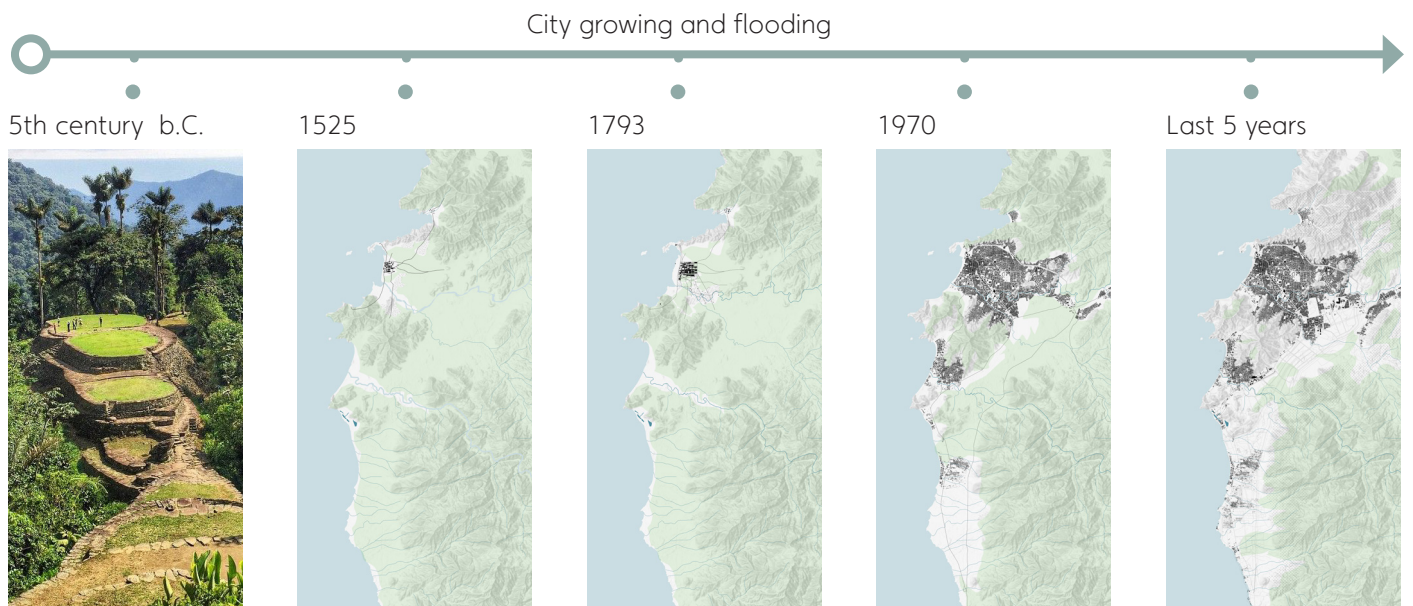 City growing and flooding
5th century b.C.
1525
1793
1970
Last 5 years